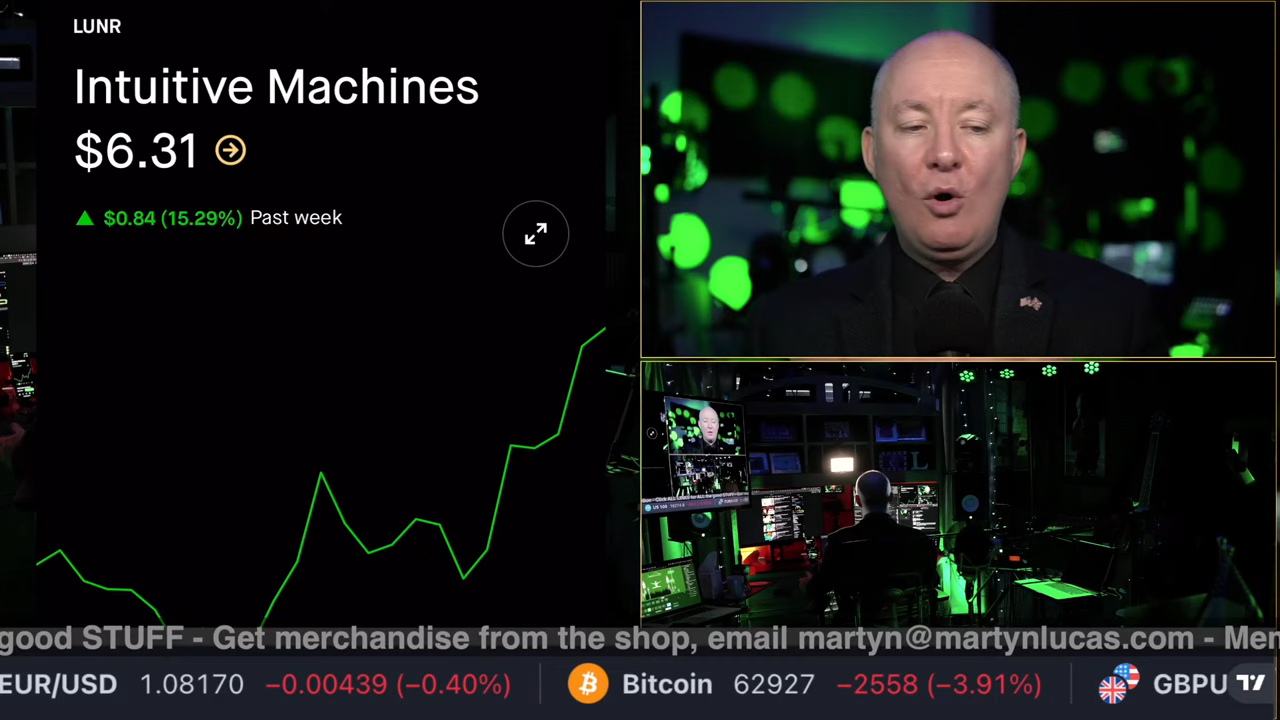 LUNR
Intuitive Machines
$6.31
$0.84 (15.29%) Past week
good STUFF - Get merchandise from the shop, email martyn@martynlucas.com - Mer
EUR/USD 1.08170 −0.00439 (−0.40%) Bitcoin 62927 −2558 (−3.91%) GBPU